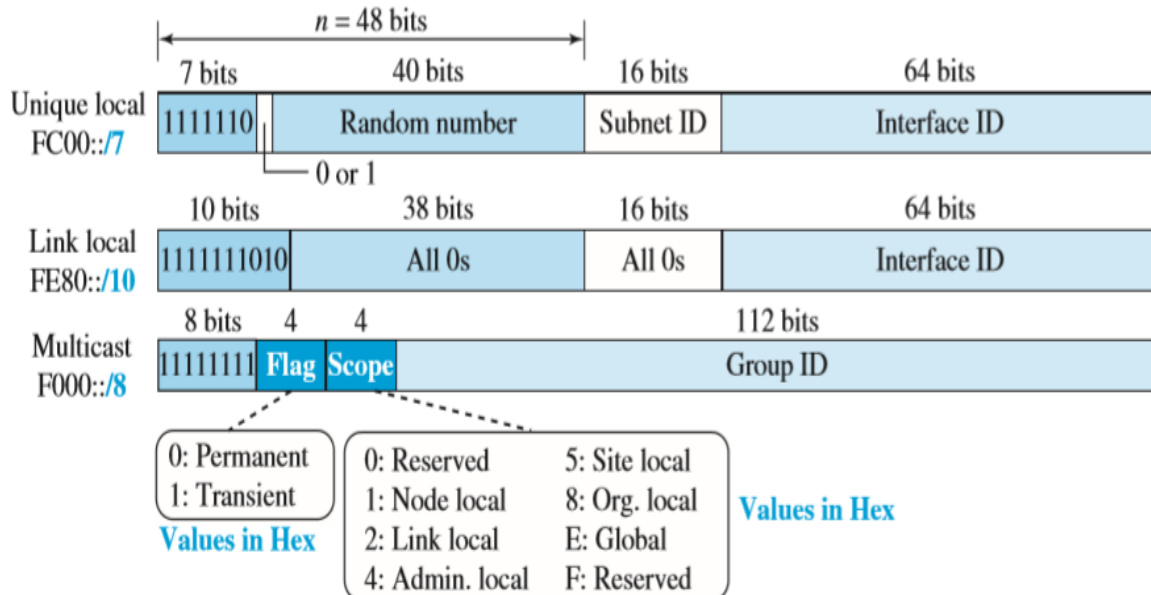 n = 48 bits
7 bits 40 bits 16 bits 64 bits
Unique local
FC00::/7
1111110 Random number Subnet ID Interface ID
0 or 1
10 bits 38 bits 16 bits 64 bits
Link local
FE80::/10
1111111010 All 0s All 0s Interface ID
8 bits 4 4 112 bits
Multicast
F000::/8
11111111 Flag Scope Group ID
0: Permanent
1: Transient
Values in Hex
0: Reserved 5: Site local
1: Node local 8: Org. local
2: Link local E: Global
4: Admin. local F: Reserved
Values in Hex